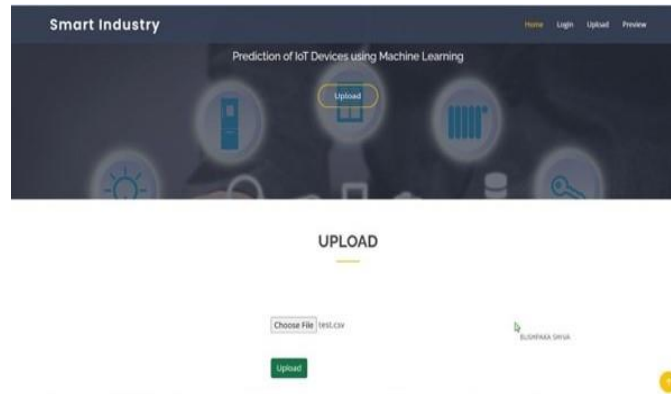 Smart Industry
Home Login Upload Preview
Prediction of IoT Devices using Machine Learning
Upload
UPLOAD
Choose File test.csv
Upload